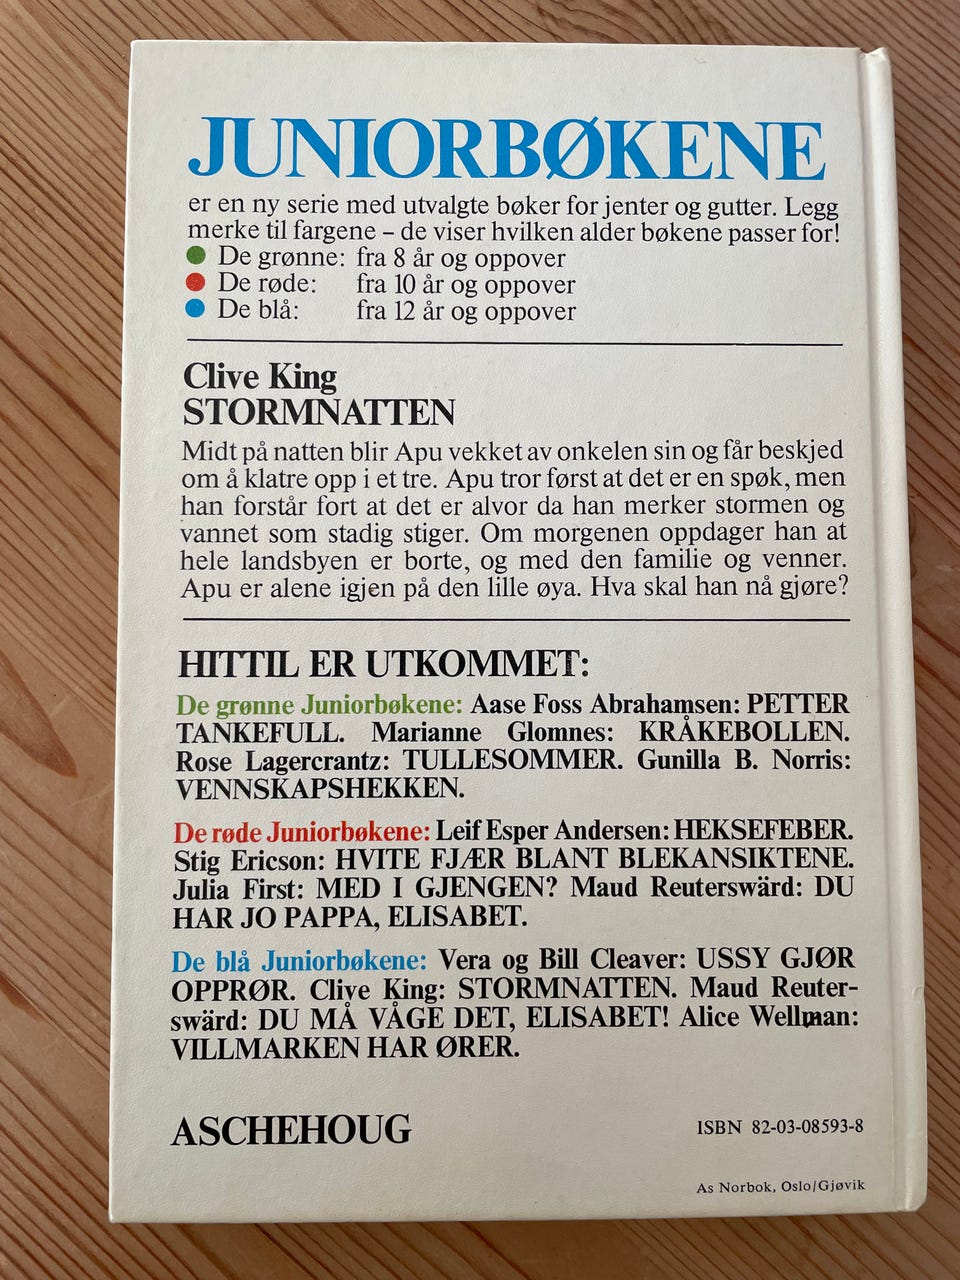 JUNIORBØKENE
er en ny serie med utvalgte bøker for jenter og gutter. Legg
merke til fargene – de viser hvilken alder bøkene passer for!
De grønne: fra 8 år og oppover
De røde: fra 10 år og oppover
De blå: fra 12 år og oppover
Clive King
STORMNATTEN
Midt på natten blir Apu vekket av onkelen sin og får beskjed
om å klatre opp i et tre. Apu tror først at det er en spøk, men
han forstår fort at det er alvor da han merker stormen og
vannet som stadig stiger. Om morgenen oppdager han at
hele landsbyen er borte, og med den familie og venner.
Apu er alene igjen på den lille øya. Hva skal han nå gjøre?
HITTIL ER UTKOMMET:
De grønne Juniorbøkene: Aase Foss Abrahamsen: PETTER
TANKEFULL. Marianne Glomnes: KRÅKEBOLLEN.
Rose Lagercrantz: TULLESOMMER. Gunilla B. Norris:
VENNSKAPSHEKKEN.
De røde Juniorbøkene: Leif Esper Andersen: HEKSEFEBER.
Stig Ericson: HVITE FJÆR BLANT BLEKANSIKTENE.
Julia First: MED I GJENGEN? Maud Reuterswärd: DU
HAR JO PAPPA, ELISABET.
De blå Juniorbøkene: Vera og Bill Cleaver: USSY GJØR
OPPRØR. Clive King: STORMNATTEN. Maud Reuter-
swärd: DU MÅ VÅGE DET, ELISABET! Alice Wellman:
VILLMARKEN HAR ØRER.
ASCHEHOUG
ISBN 82-03-08593-8
As Norbok, Oslo/Gjøvik